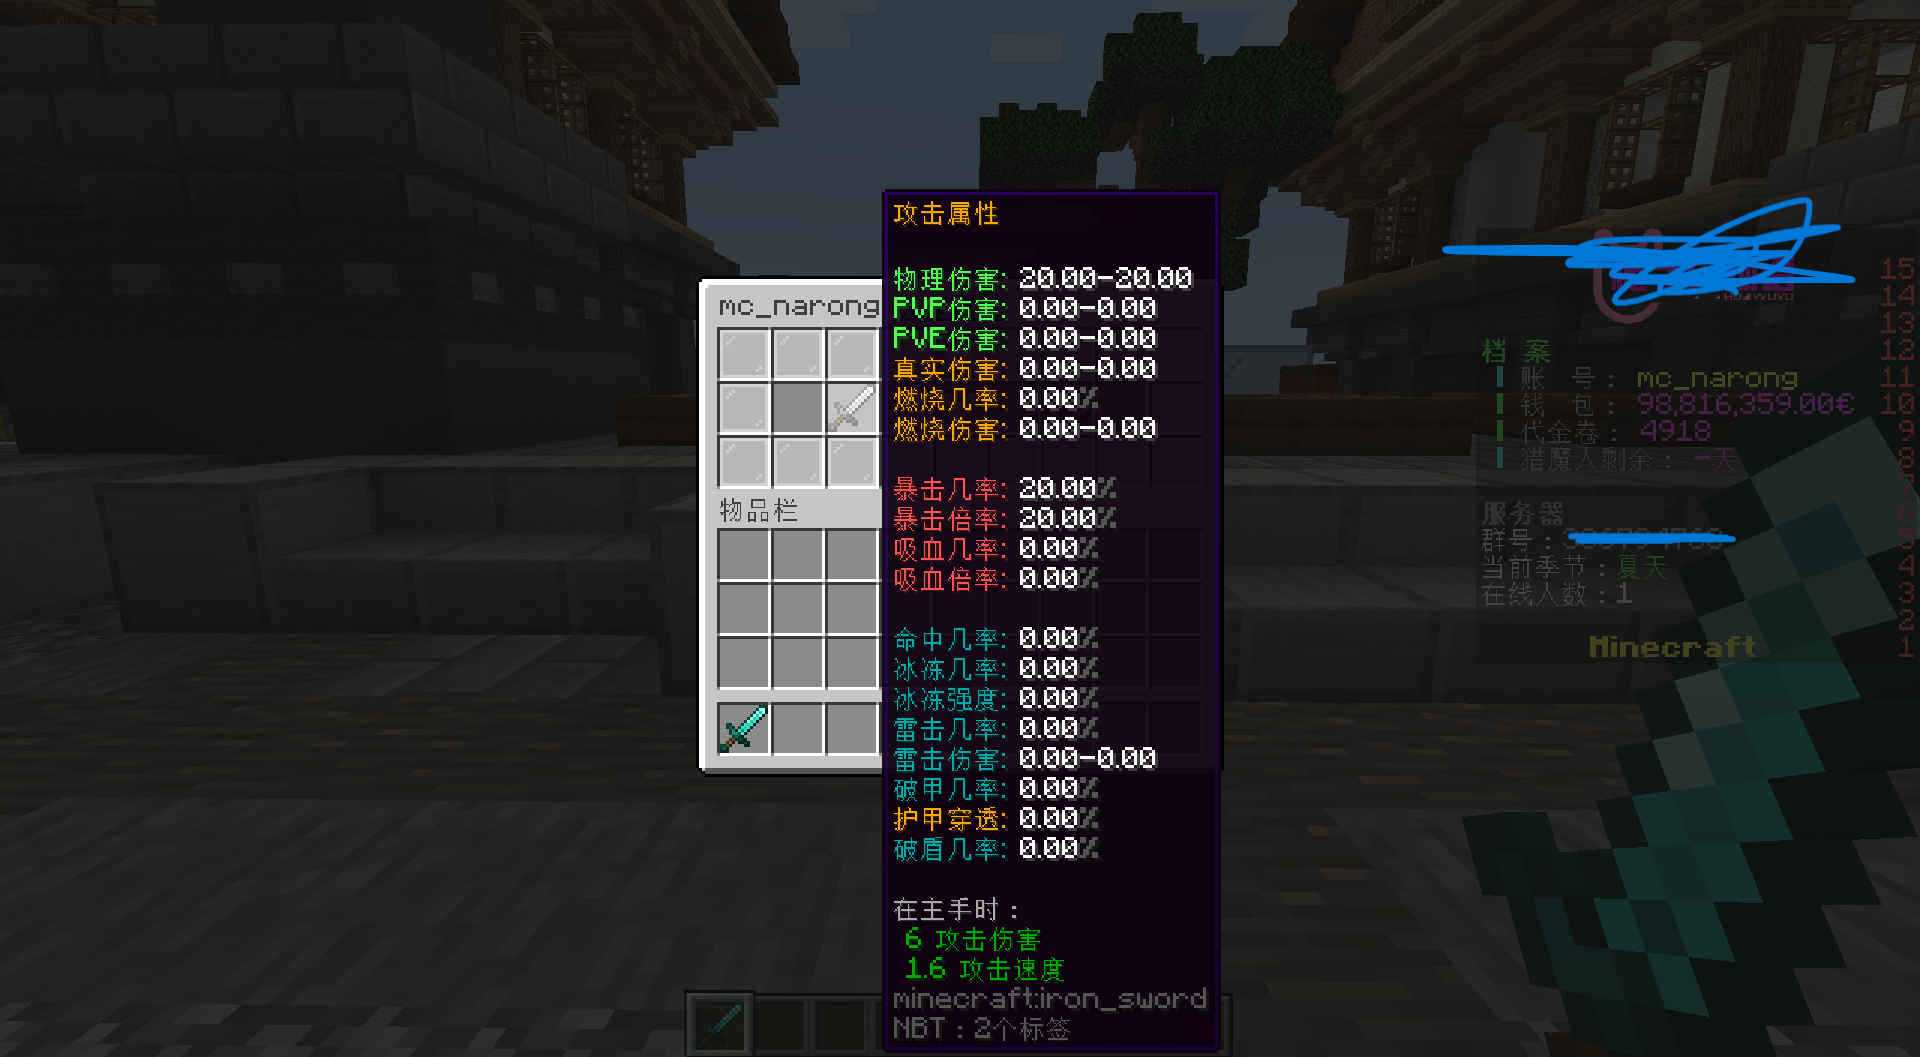 攻击属性
物理伤害: 20.00-20.00
PVP伤害: 0.00-0.00
PVE伤害: 0.00-0.00
真实伤害: 0.00-0.00
燃烧几率: 0.00%
燃烧伤害: 0.00-0.00
暴击几率: 20.00%
暴击倍率: 20.00%
吸血几率: 0.00%
吸血倍率: 0.00%
命中几率: 0.00%
冰冻几率: 0.00%
冰冻强度: 0.00%
雷击几率: 0.00%
雷击伤害: 0.00-0.00
破甲几率: 0.00%
护甲穿透: 0.00%
破盾几率: 0.00%
在主手时：
6 攻击伤害
1.6 攻击速度
minecraft:iron_sword
NBT：2个标签
mc_narong
物品栏
档 案
账 号： mc_narong
钱 包： 98,816,359.00€
代金卷： 4918
猎魔人剩余： -天
服务器
群号：
当前季节：夏天
在线人数：1
Minecraft
15
14
13
12
11
10
9
8
7
6
5
4
3
2
1